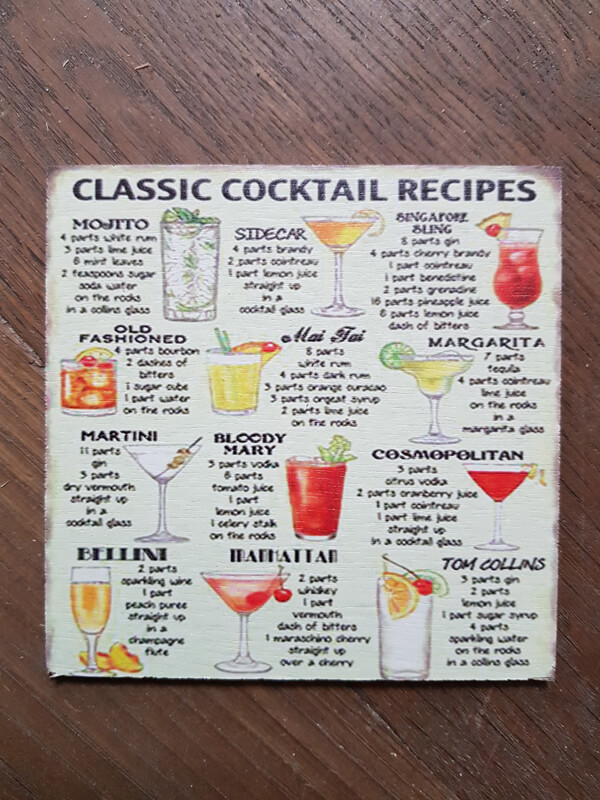 CLASSIC COCKTAIL RECIPES
MOJITO
4 parts white rum
3 parts lime juice
6 mint leaves
2 teaspoons sugar
soda water
on the rocks
in a collins glass
SIDECAR
4 parts brandy
2 parts cointreau
1 part lemon juice
straight up
in a
cocktail glass
SINGAPORE
SLING
8 parts gin
4 parts cherry brandy
1 part cointreau
1 part benedictine
2 parts grenadine
16 parts pineapple juice
6 parts lemon juice
dash of bitters
OLD
FASHIONED
4 parts bourbon
2 dashes of
bitters
1 sugar cube
1 part water
on the rocks
Mai Tai
8 parts
white rum
4 parts dark rum
3 parts orange curacao
3 parts orgeat syrup
2 parts lime juice
on the rocks
MARGARITA
7 parts
tequila
4 parts cointreau
lime juice
on the rocks
in a
margarita glass
MARTINI
11 parts
gin
3 parts
dry vermouth
straight up
in a
cocktail glass
BLOODY
MARY
3 parts vodka
6 parts
tomato juice
1 part
lemon juice
1 celery stalk
on the rocks
COSMOPOLITAN
3 parts
citrus vodka
2 parts cranberry juice
1 part cointreau
1 part lime juice
straight up
in a cocktail glass
BELLINI
2 parts
sparkling wine
1 part
peach puree
straight up
in a
champagne
flute
MANHATTAN
2 parts
whiskey
1 part
vermouth
dash of bitters
1 maraschino cherry
straight up
over a cherry
TOM COLLINS
3 parts gin
2 parts
lemon juice
1 part sugar syrup
4 parts
sparkling water
on the rocks
in a collins glass